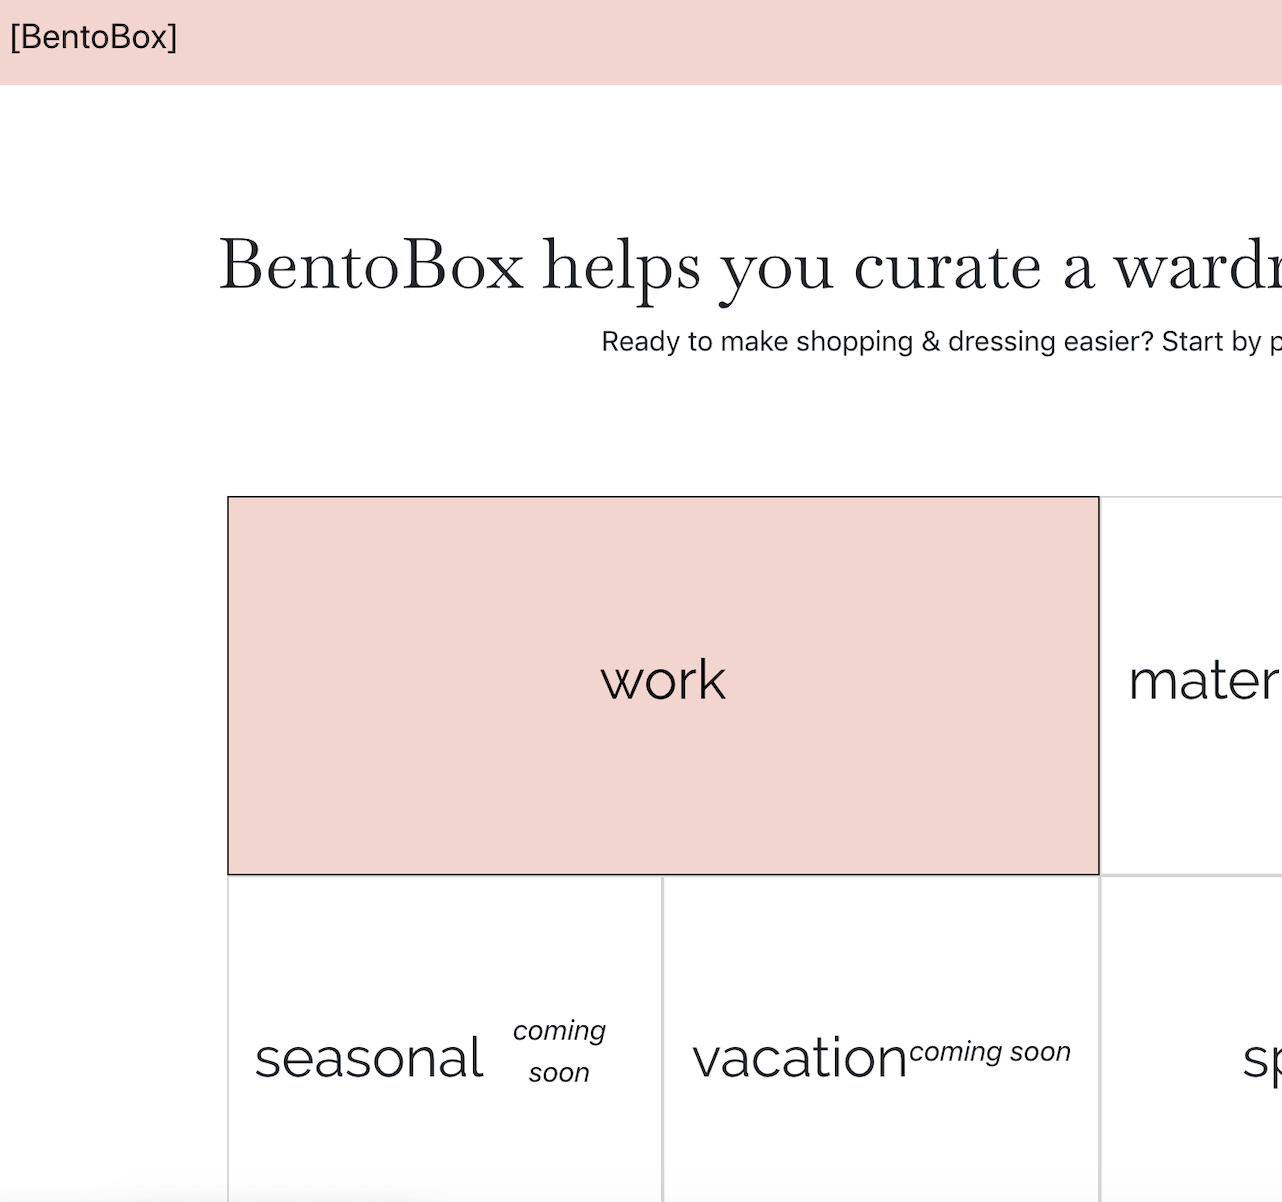 [BentoBox]
BentoBox helps you curate a wardr
Ready to make shopping & dressing easier? Start by p
work
mater
seasonal
coming
soon
vacation coming soon
sp